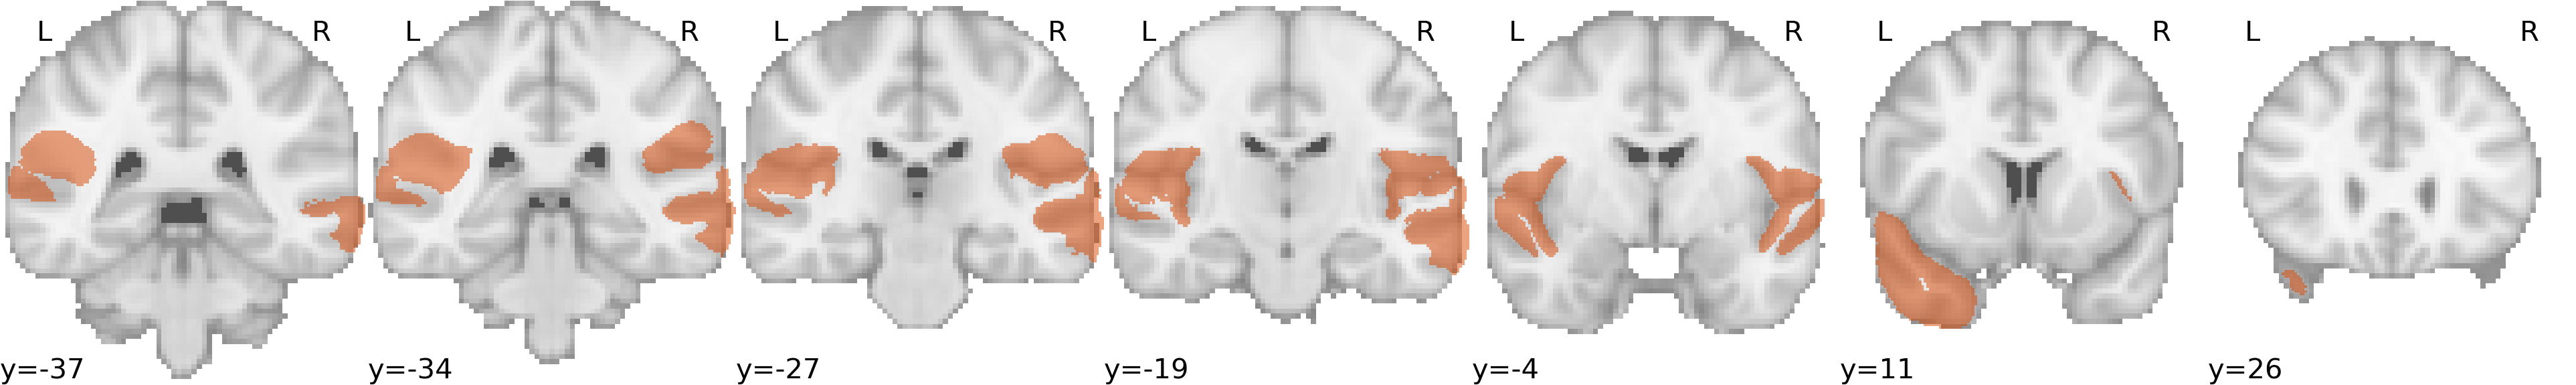 L R L R L R L R L R L R L R
y=-37 y=-34 y=-27 y=-19 y=-4 y=11 y=26